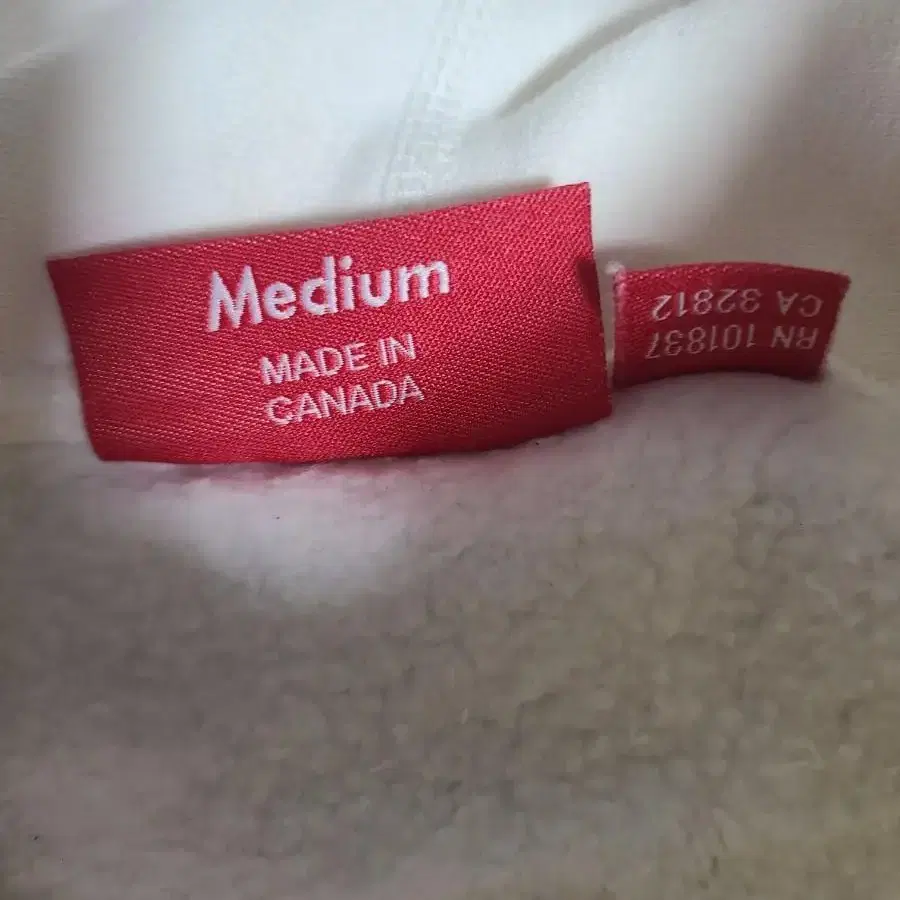 Medium
MADE IN
CANADA
RN 101837
CA 32812